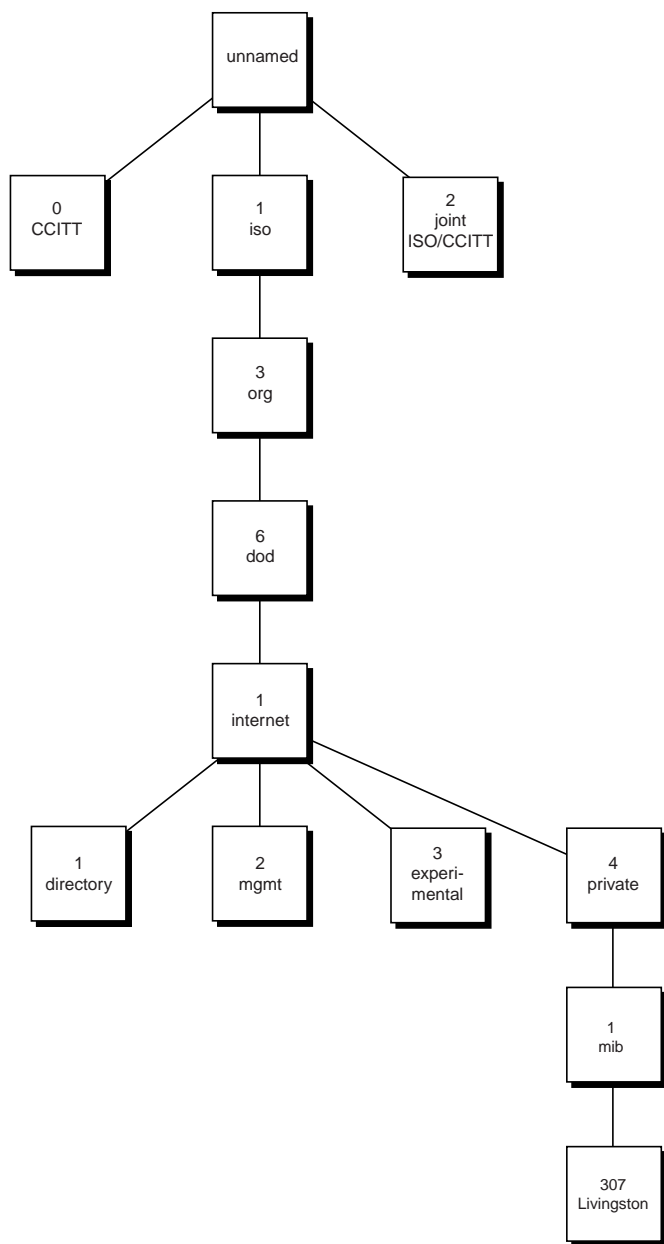 unnamed
0
CCITT
1
iso
2
joint
ISO/CCITT
3
org
6
dod
1
internet
1
directory
2
mgmt
3
experi-
mental
4
private
1
mib
307
Livingston